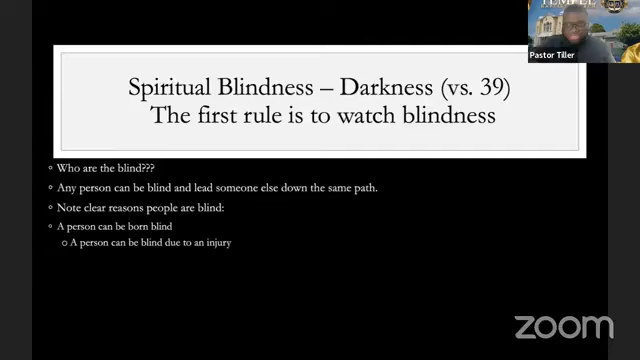 TEMPLE
Pastor Tiller
Spiritual Blindness – Darkness (vs. 39)
The first rule is to watch blindness
Who are the blind???
Any person can be blind and lead someone else down the same path.
Note clear reasons people are blind:
A person can be born blind
A person can be blind due to an injury
zoom